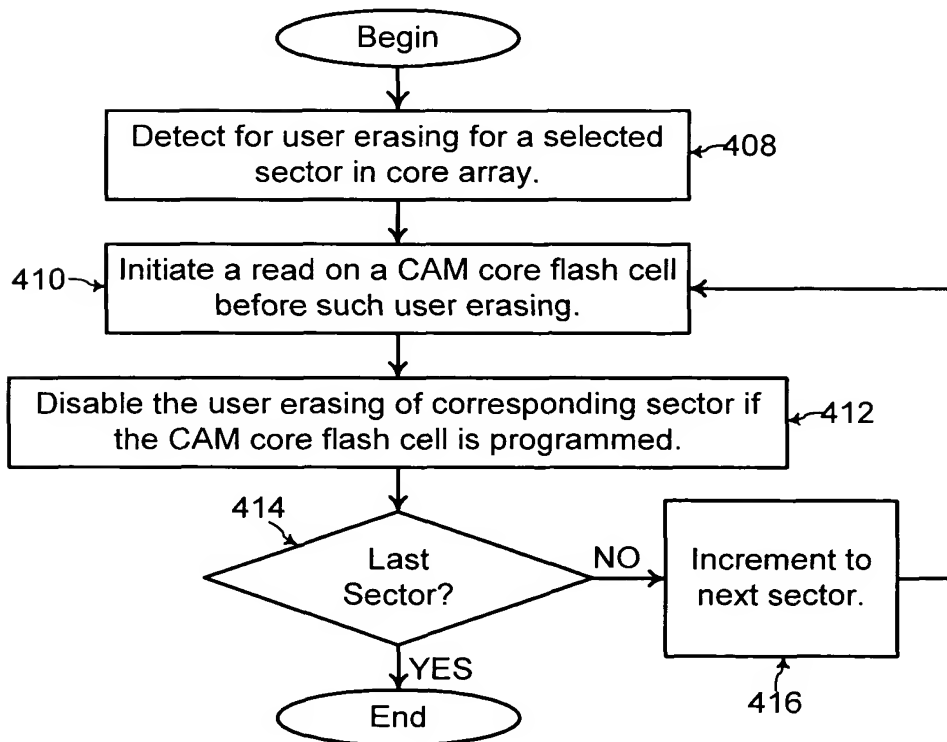 Begin
Detect for user erasing for a selected
sector in core array.
408
410
Initiate a read on a CAM core flash cell
before such user erasing.
Disable the user erasing of corresponding sector if
the CAM core flash cell is programmed.
412
414
Last
Sector?
NO
Increment to
next sector.
YES
416
End